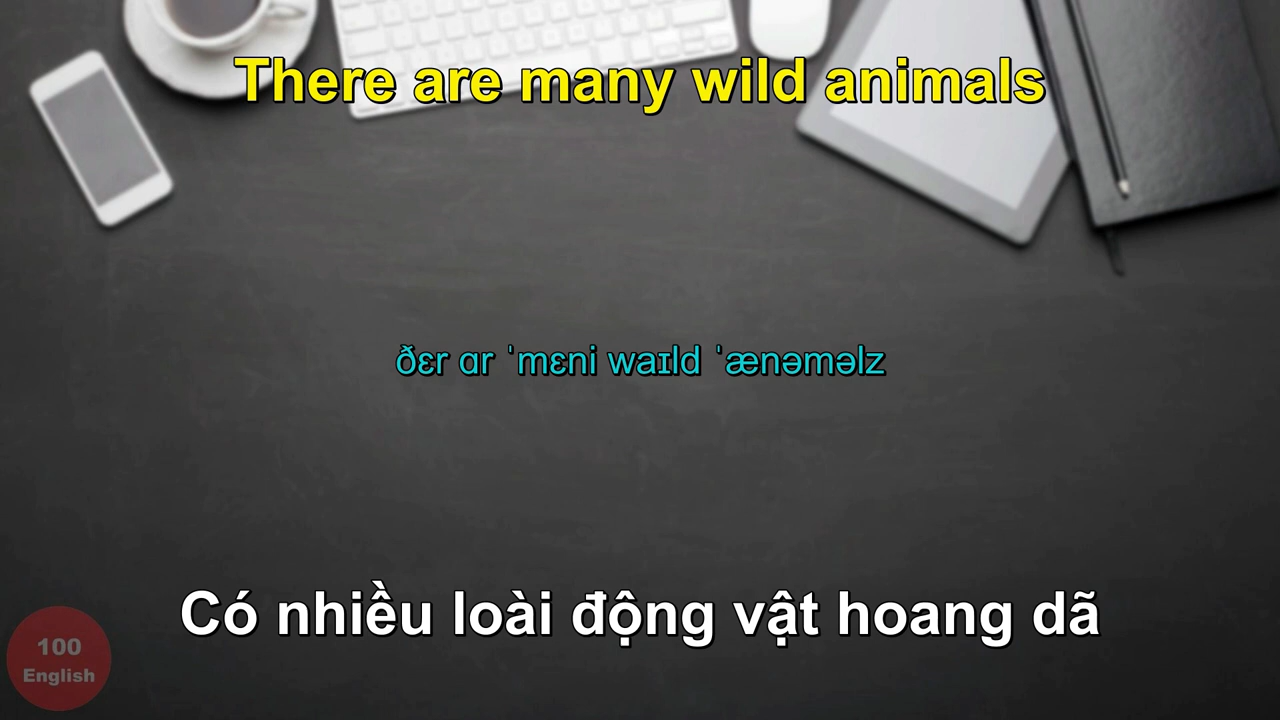 There are many wild animals
ðɛr ɑr ˈmɛni waɪld ˈænəməlz
Có nhiều loài động vật hoang dã
100
English